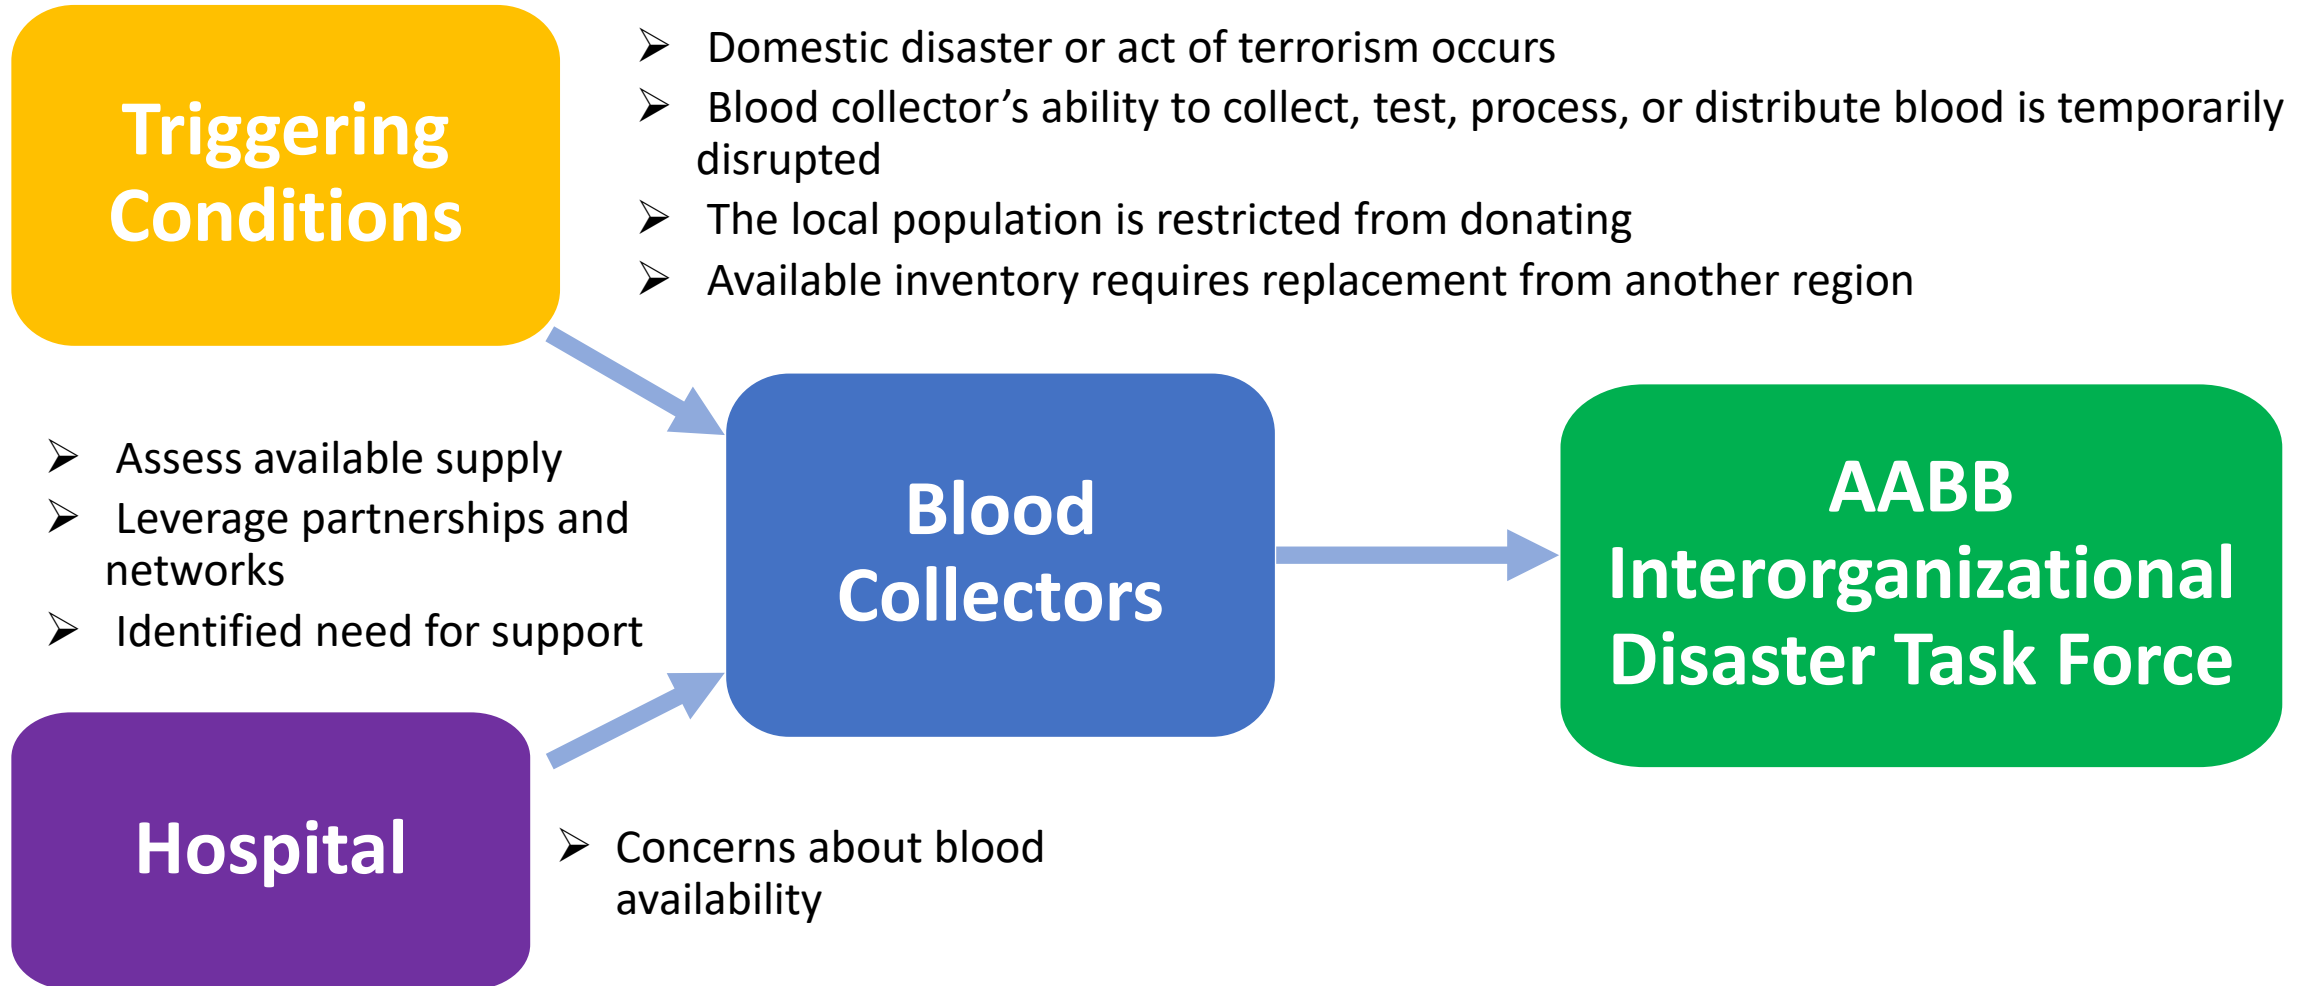 Triggering
Conditions
➢ Domestic disaster or act of terrorism occurs
➢ Blood collector’s ability to collect, test, process, or distribute blood is temporarily
disrupted
➢ The local population is restricted from donating
➢ Available inventory requires replacement from another region
➢ Assess available supply
➢ Leverage partnerships and
networks
➢ Identified need for support
Blood
Collectors
AABB
Interorganizational
Disaster Task Force
Hospital
➢ Concerns about blood
availability